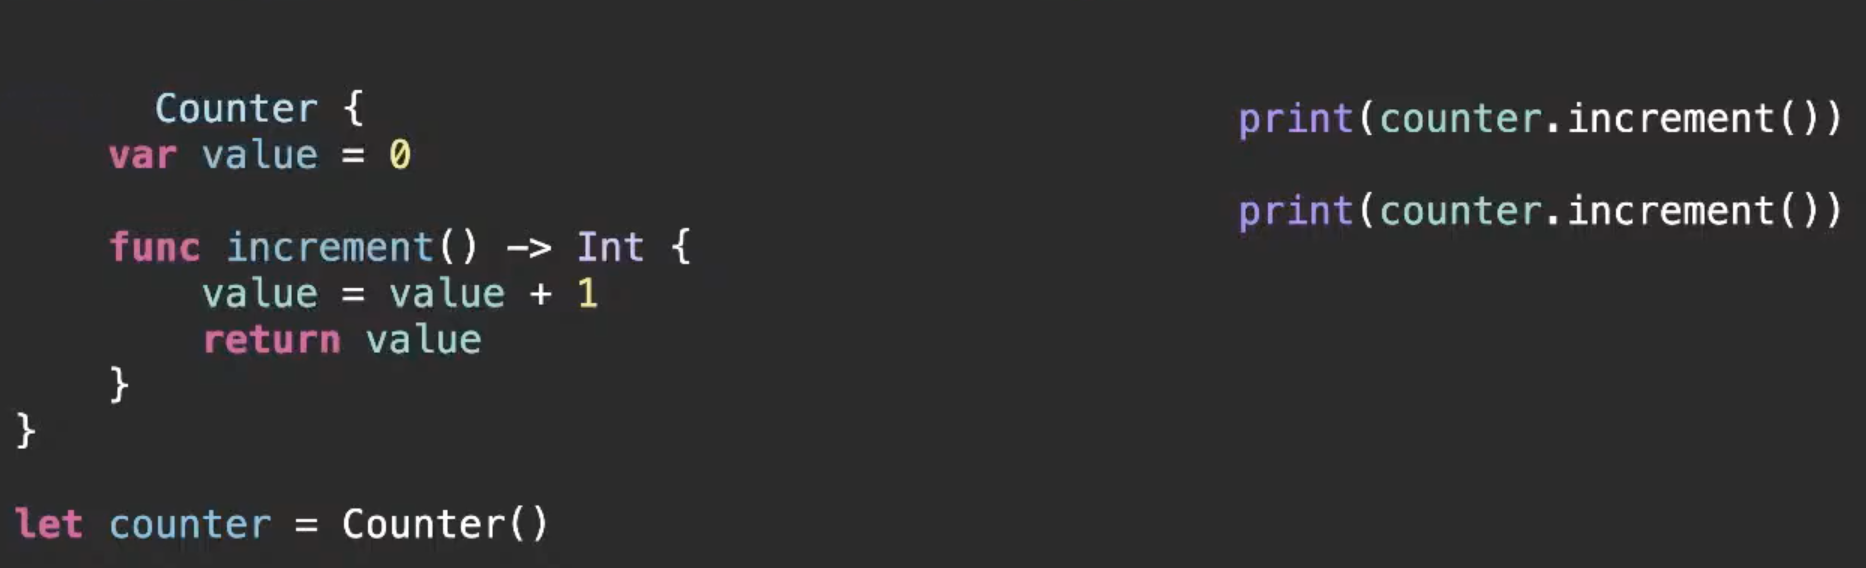 Counter {
    var value = 0
    func increment() -> Int {
        value = value + 1
        return value
    }
}
let counter = Counter()
print(counter.increment())
print(counter.increment())